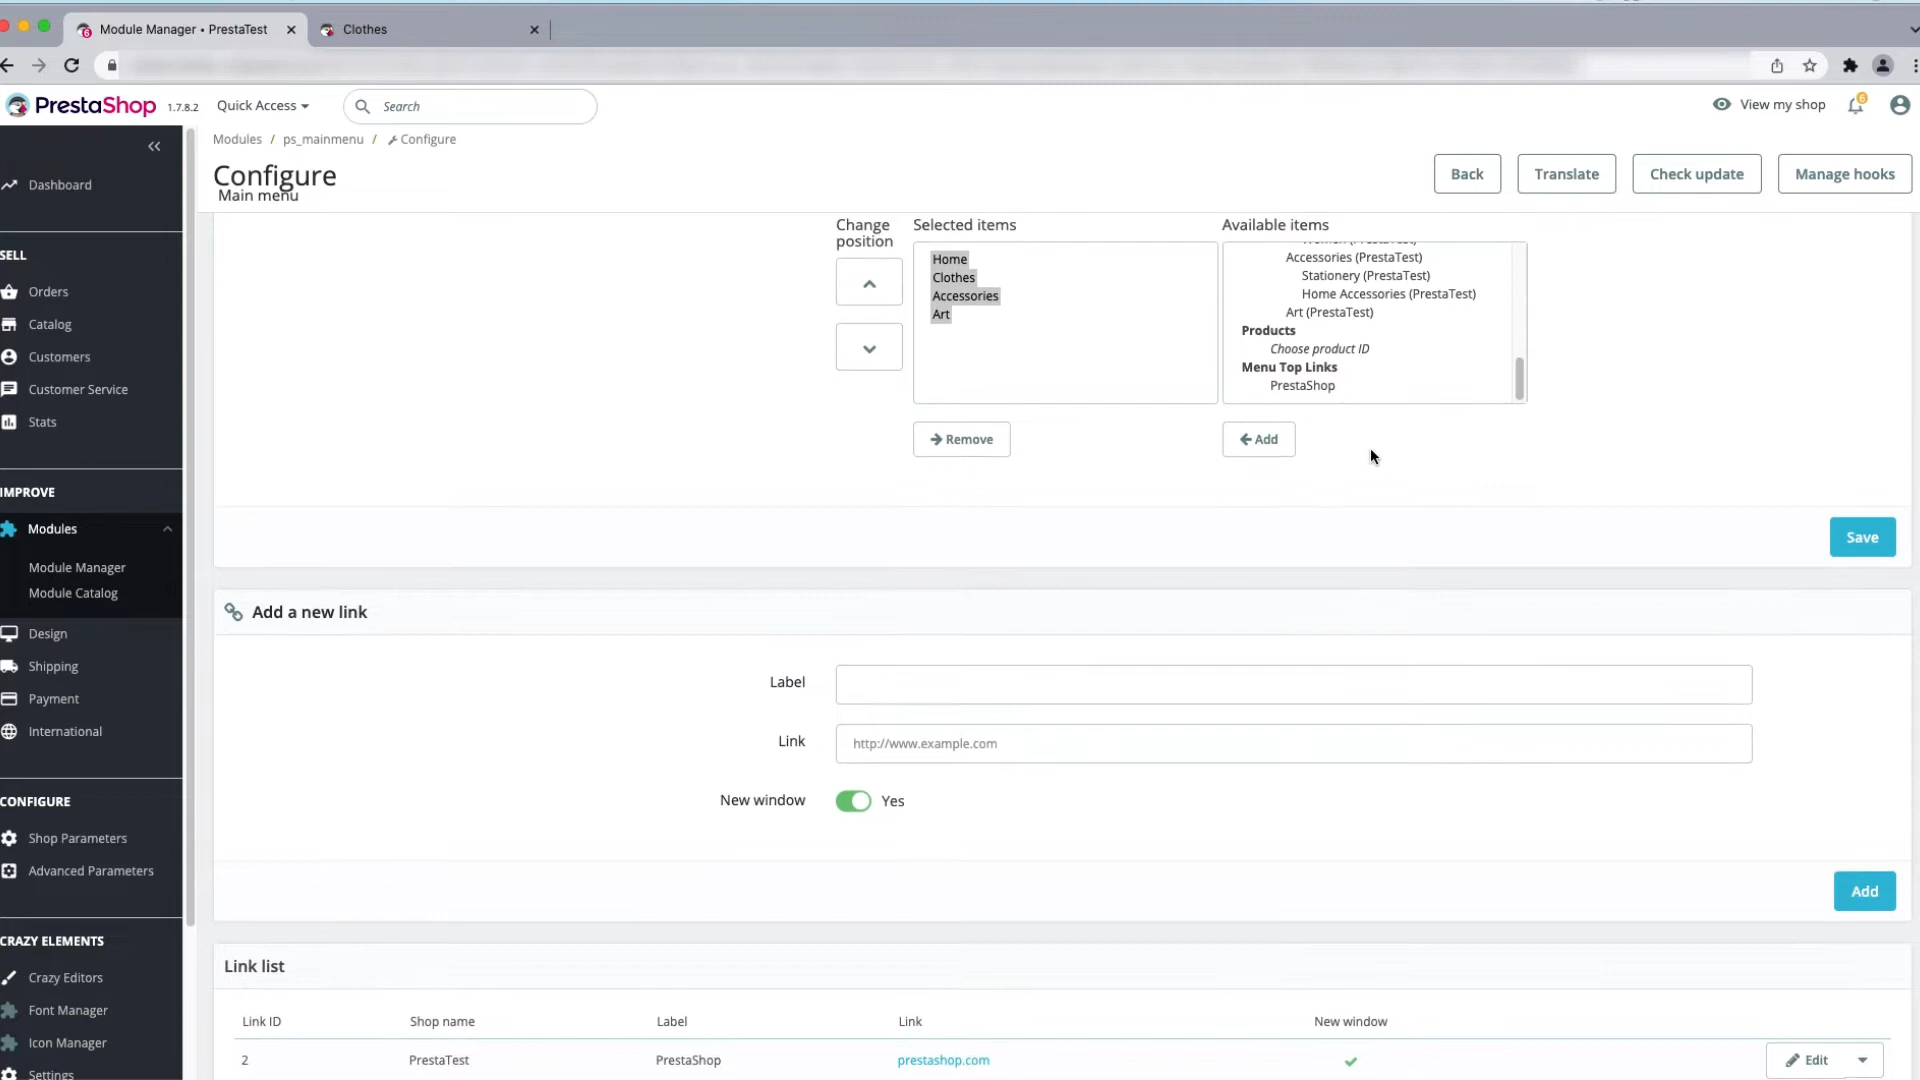 Module Manager • PrestaTest
Clothes
PrestaShop 1.7.8.2
Quick Access
Search
View my shop
6
Modules / ps_mainmenu / Configure
Configure
Main menu
Back
Translate
Check update
Manage hooks
Dashboard
SELL
Orders
Catalog
Customers
Customer Service
Stats
IMPROVE
Modules
Module Manager
Module Catalog
Design
Shipping
Payment
International
CONFIGURE
Shop Parameters
Advanced Parameters
CRAZY ELEMENTS
Crazy Editors
Font Manager
Icon Manager
Settings
Change
position
Selected items
Home
Clothes
Accessories
Art
Remove
Available items
Women (PrestaTest)
Accessories (PrestaTest)
Stationery (PrestaTest)
Home Accessories (PrestaTest)
Art (PrestaTest)
Products
Choose product ID
Menu Top Links
PrestaShop
Add
Save
Add a new link
Label
Link
http://www.example.com
New window
Yes
Add
Link list
Link ID Shop name Label Link New window
2 PrestaTest PrestaShop prestashop.com Edit